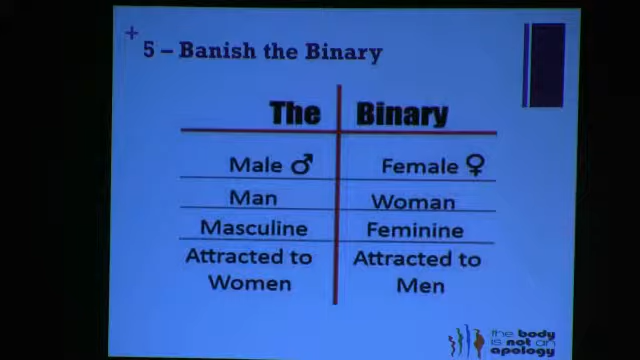 +
5 – Banish the Binary
The Binary
Male ♂ Female ♀
Man Woman
Masculine Feminine
Attracted to Women Attracted to Men
the body
is not an
apology